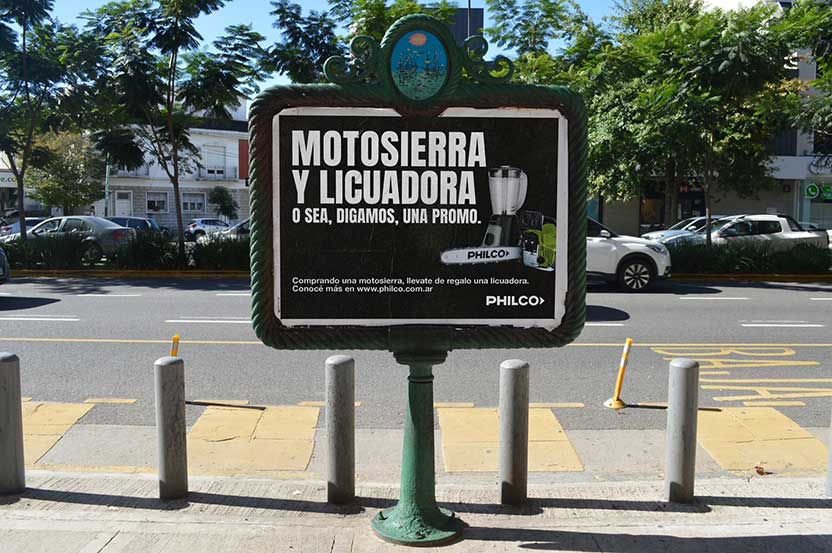 MOTOSIERRA
Y LICUADORA
O SEA, DIGAMOS, UNA PROMO.
PHILCO
Comprando una motosierra, llevate de regalo una licuadora.
Conocé más en www.philco.com.ar
PHILCO